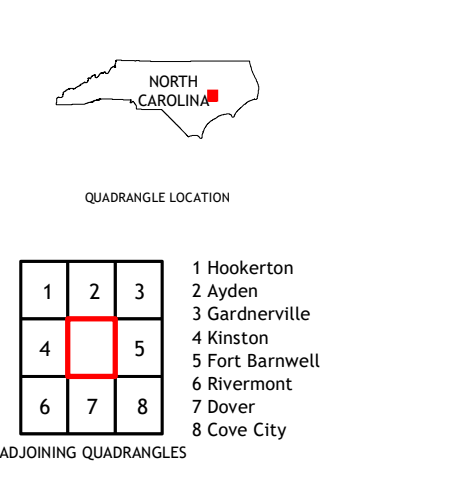 NORTH
CAROLINA
QUADRANGLE LOCATION
1 2 3
4 5
6 7 8
1 Hookerton
2 Ayden
3 Gardnerville
4 Kinston
5 Fort Barnwell
6 Rivermont
7 Dover
8 Cove City
ADJOINING QUADRANGLES